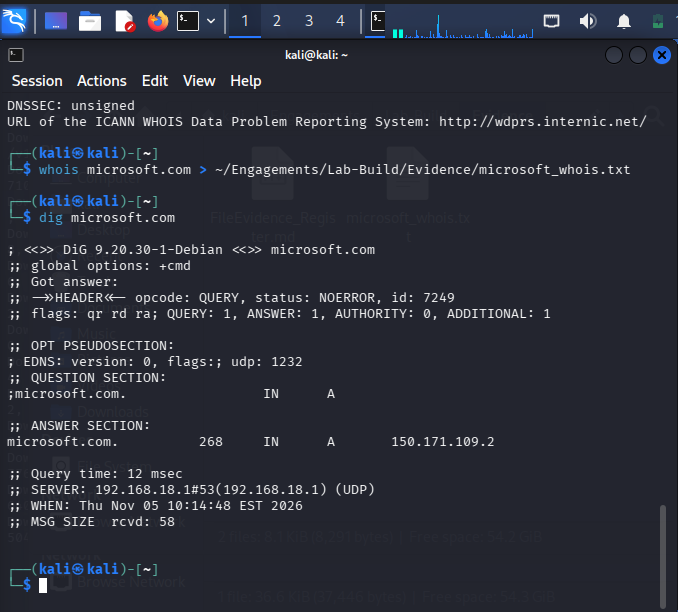 1 2 3 4
kali@kali: ~
Session Actions Edit View Help
DNSSEC: unsigned
URL of the ICANN WHOIS Data Problem Reporting System: http://wdprs.internic.net/
┌──(kali㉿kali)-[~]
└─$ whois microsoft.com > ~/Engagements/Lab-Build/Evidence/microsoft_whois.txt
┌──(kali㉿kali)-[~]
└─$ dig microsoft.com
; <<>> DiG 9.20.30-1-Debian <<>> microsoft.com
;; global options: +cmd
;; Got answer:
;; ->>HEADER<<- opcode: QUERY, status: NOERROR, id: 7249
;; flags: qr rd ra; QUERY: 1, ANSWER: 1, AUTHORITY: 0, ADDITIONAL: 1
;; OPT PSEUDOSECTION:
; EDNS: version: 0, flags:; udp: 1232
;; QUESTION SECTION:
;microsoft.com. IN A
;; ANSWER SECTION:
microsoft.com. 268 IN A 150.171.109.2
;; Query time: 12 msec
;; SERVER: 192.168.18.1#53(192.168.18.1) (UDP)
;; WHEN: Thu Nov 05 10:14:48 EST 2026
;; MSG SIZE rcvd: 58
┌──(kali㉿kali)-[~]
└─$